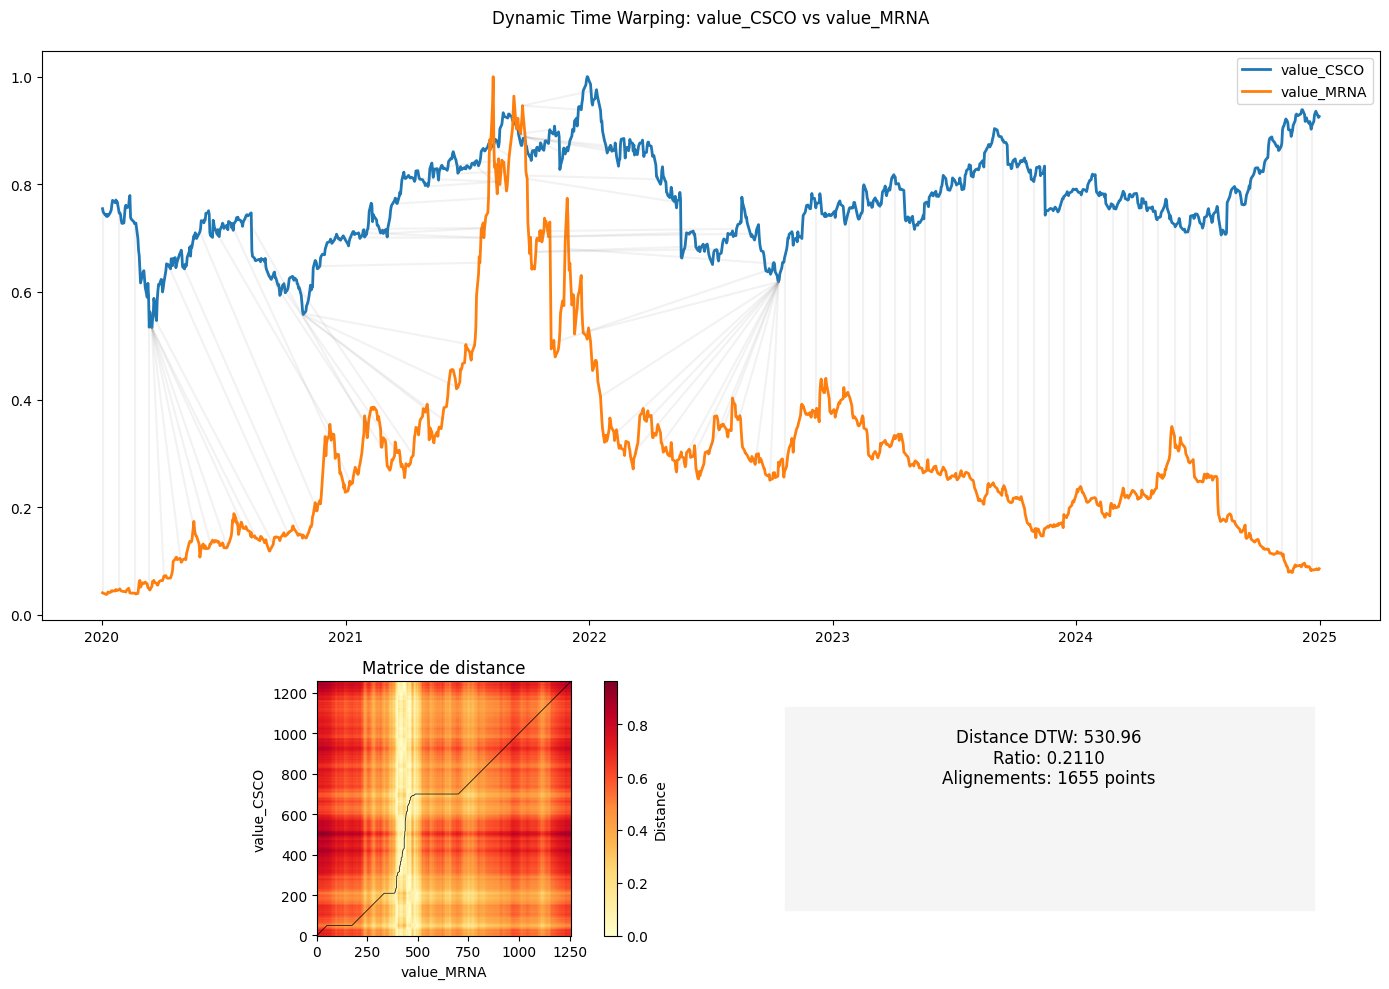 Dynamic Time Warping: value_CSCO vs value_MRNA
value_CSCO
value_MRNA
1.0
0.8
0.6
0.4
0.2
0.0
2020 2021 2022 2023 2024 2025
Matrice de distance
value_CSCO
1200
1000
800
600
400
200
0
0 250 500 750 1000 1250
value_MRNA
0.8
0.6
0.4
0.2
0.0
Distance
Distance DTW: 530.96
Ratio: 0.2110
Alignements: 1655 points